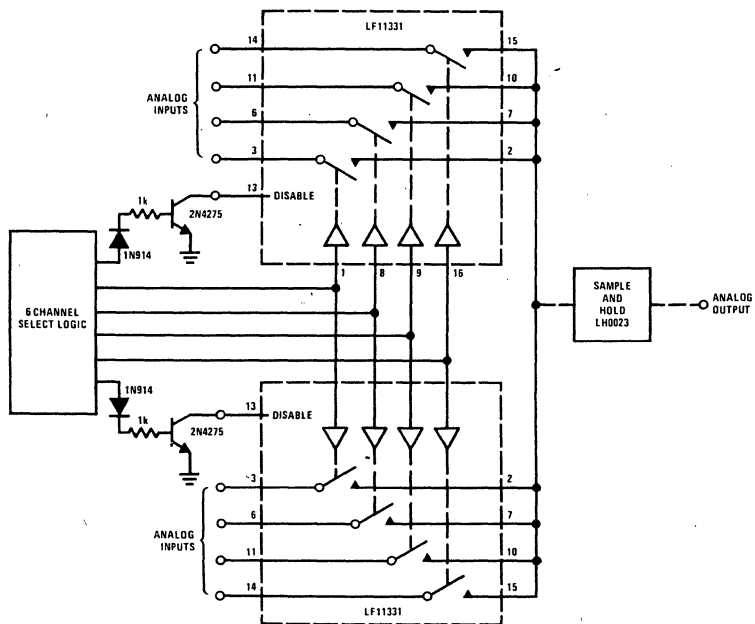 LF11331
14
15
11
10
ANALOG
INPUTS
6
7
3
2
13
DISABLE
1k
2N4275
1N914
1
8
9
16
6 CHANNEL
SELECT LOGIC
SAMPLE
AND
HOLD
LH0023
ANALOG
OUTPUT
1N914
13
DISABLE
1k
2N4275
3
2
6
7
ANALOG
INPUTS
11
10
14
15
LF11331